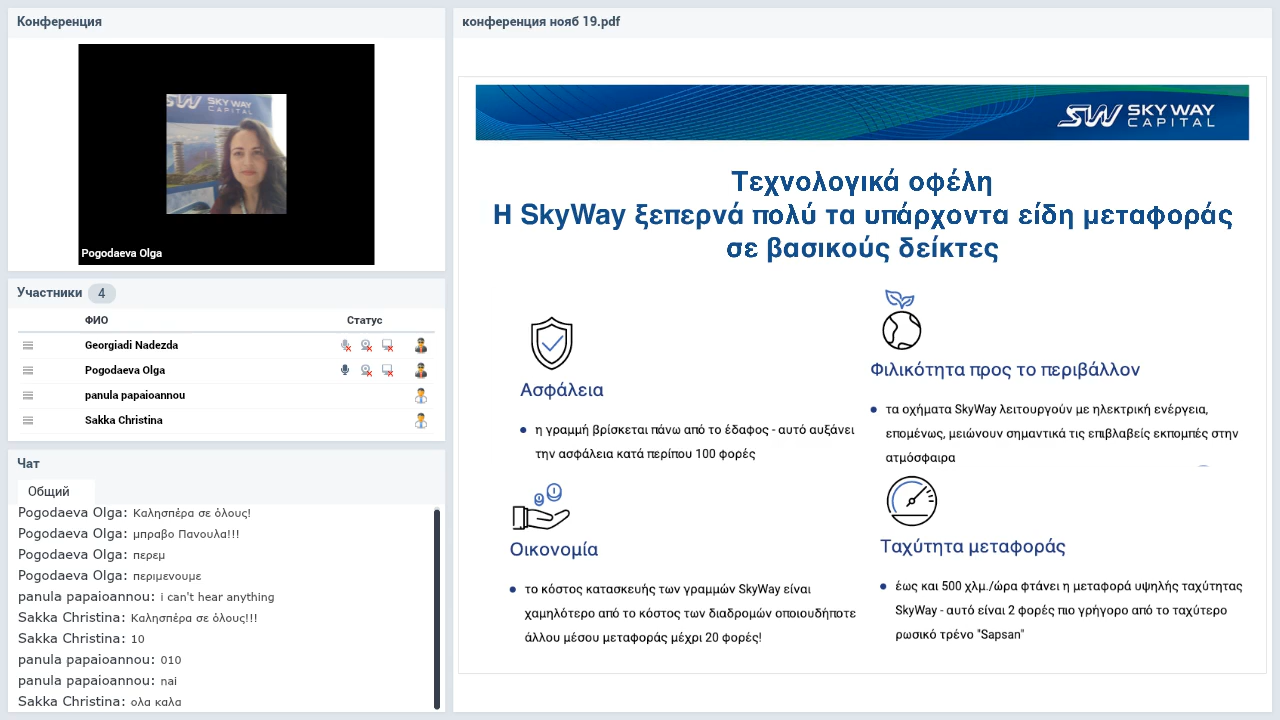 Конференция
SKY WAY
CAPITAL
Pogodaeva Olga
Участники 4
ФИО Статус
Georgiadi Nadezda
Pogodaeva Olga
panula papaioannou
Sakka Christina
Чат
Общий
Pogodaeva Olga: Καλησπέρα σε όλους!
Pogodaeva Olga: μπραβο Πανουλα!!!
Pogodaeva Olga: περεμ
Pogodaeva Olga: περιμενουμε
panula papaioannou: i can't hear anything
Sakka Christina: Καλησπέρα σε όλους!!!
Sakka Christina: 10
panula papaioannou: 010
panula papaioannou: nai
Sakka Christina: ολα καλα
конференция нояб 19.pdf
SW SKY WAY
CAPITAL
Τεχνολογικά οφέλη
Η SkyWay ξεπερνά πολύ τα υπάρχοντα είδη μεταφοράς
σε βασικούς δείκτες
Ασφάλεια
• η γραμμή βρίσκεται πάνω από το έδαφος - αυτό αυξάνει
την ασφάλεια κατά περίπου 100 φορές
Φιλικότητα προς το περιβάλλον
• τα οχήματα SkyWay λειτουργούν με ηλεκτρική ενέργεια,
επομένως, μειώνουν σημαντικά τις επιβλαβείς εκπομπές στην
ατμόσφαιρα
Οικονομία
• το κόστος κατασκευής των γραμμών SkyWay είναι
χαμηλότερο από το κόστος των διαδρομών οποιουδήποτε
άλλου μέσου μεταφοράς μέχρι 20 φορές!
Ταχύτητα μεταφοράς
• έως και 500 χλμ./ώρα φτάνει η μεταφορά υψηλής ταχύτητας
SkyWay - αυτό είναι 2 φορές πιο γρήγορο από το ταχύτερο
ρωσικό τρένο "Sapsan"